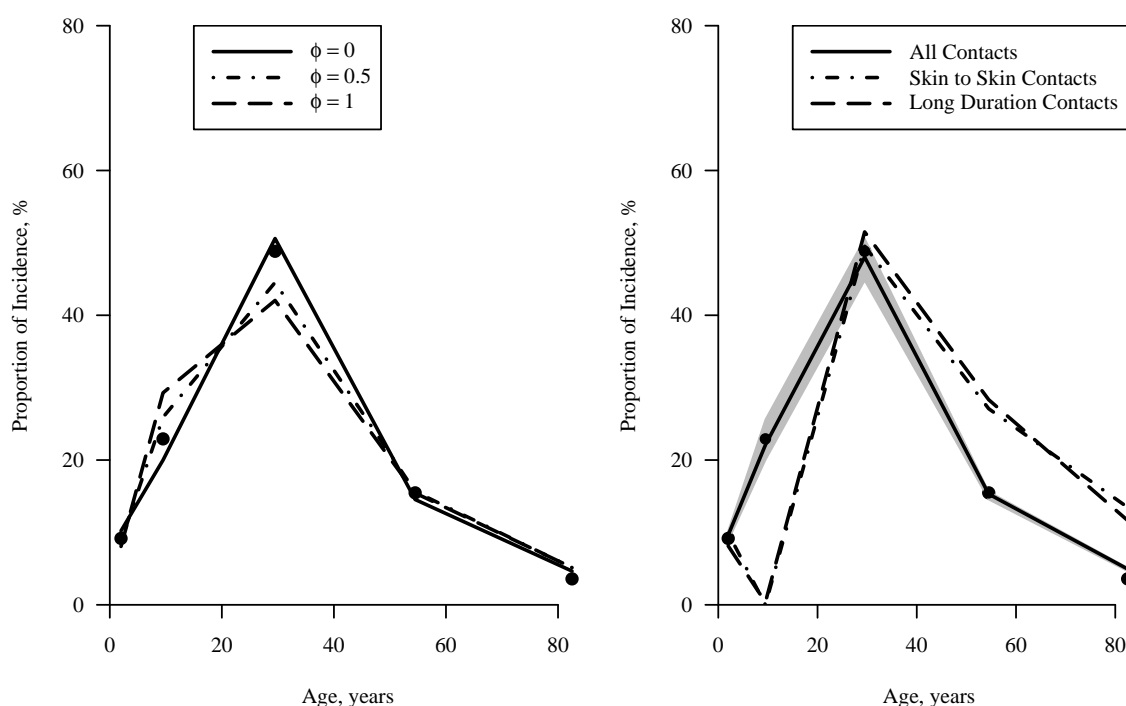 80
60
40
20
0
Proportion of Incidence, %
ϕ = 0
ϕ = 0.5
ϕ = 1
0 20 40 60 80
Age, years
80
60
40
20
0
Proportion of Incidence, %
All Contacts
Skin to Skin Contacts
Long Duration Contacts
0 20 40 60 80
Age, years